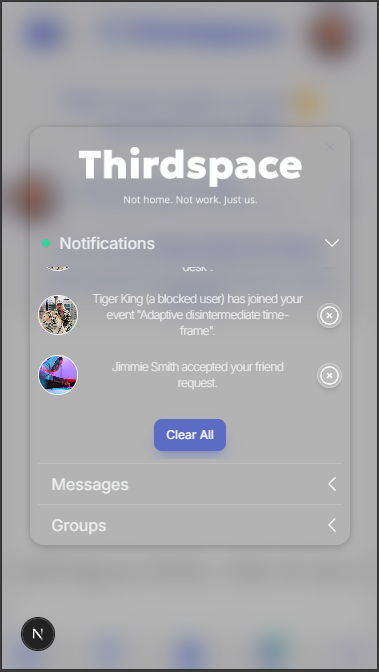 Thirdspace
Not home. Not work. Just us.
Notifications
desk".
Tiger King (a blocked user) has joined your
event "Adaptive disintermediate time-
frame".
Jimmie Smith accepted your friend
request.
Clear All
Messages
Groups
N